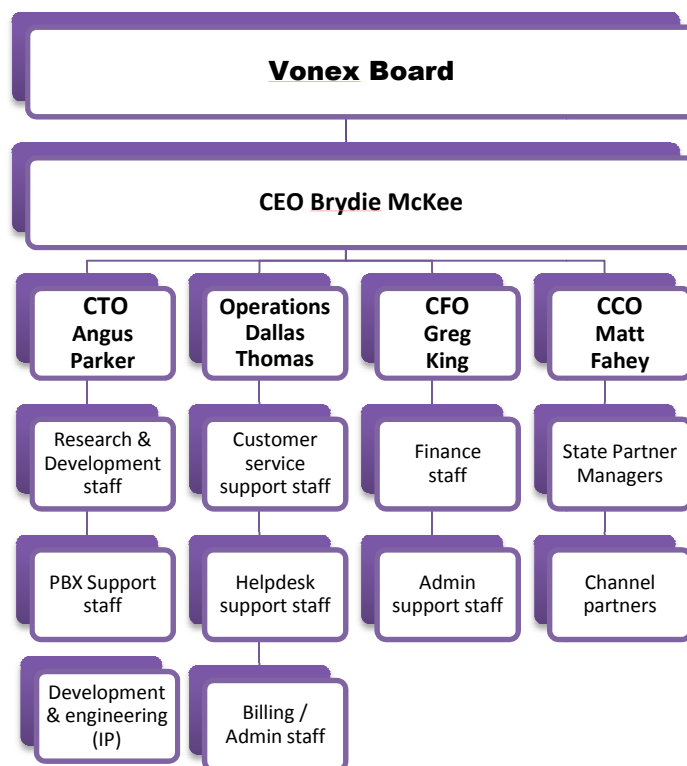 Vonex Board
CEO Brydie McKee
CTO
Angus
Parker
Operations
Dallas
Thomas
CFO
Greg
King
CCO
Matt
Fahey
Research &
Development
staff
Customer
service
support staff
Finance
staff
State Partner
Managers
PBX Support
staff
Helpdesk
support staff
Admin
support staff
Channel
partners
Development
& engineering
(IP)
Billing /
Admin staff